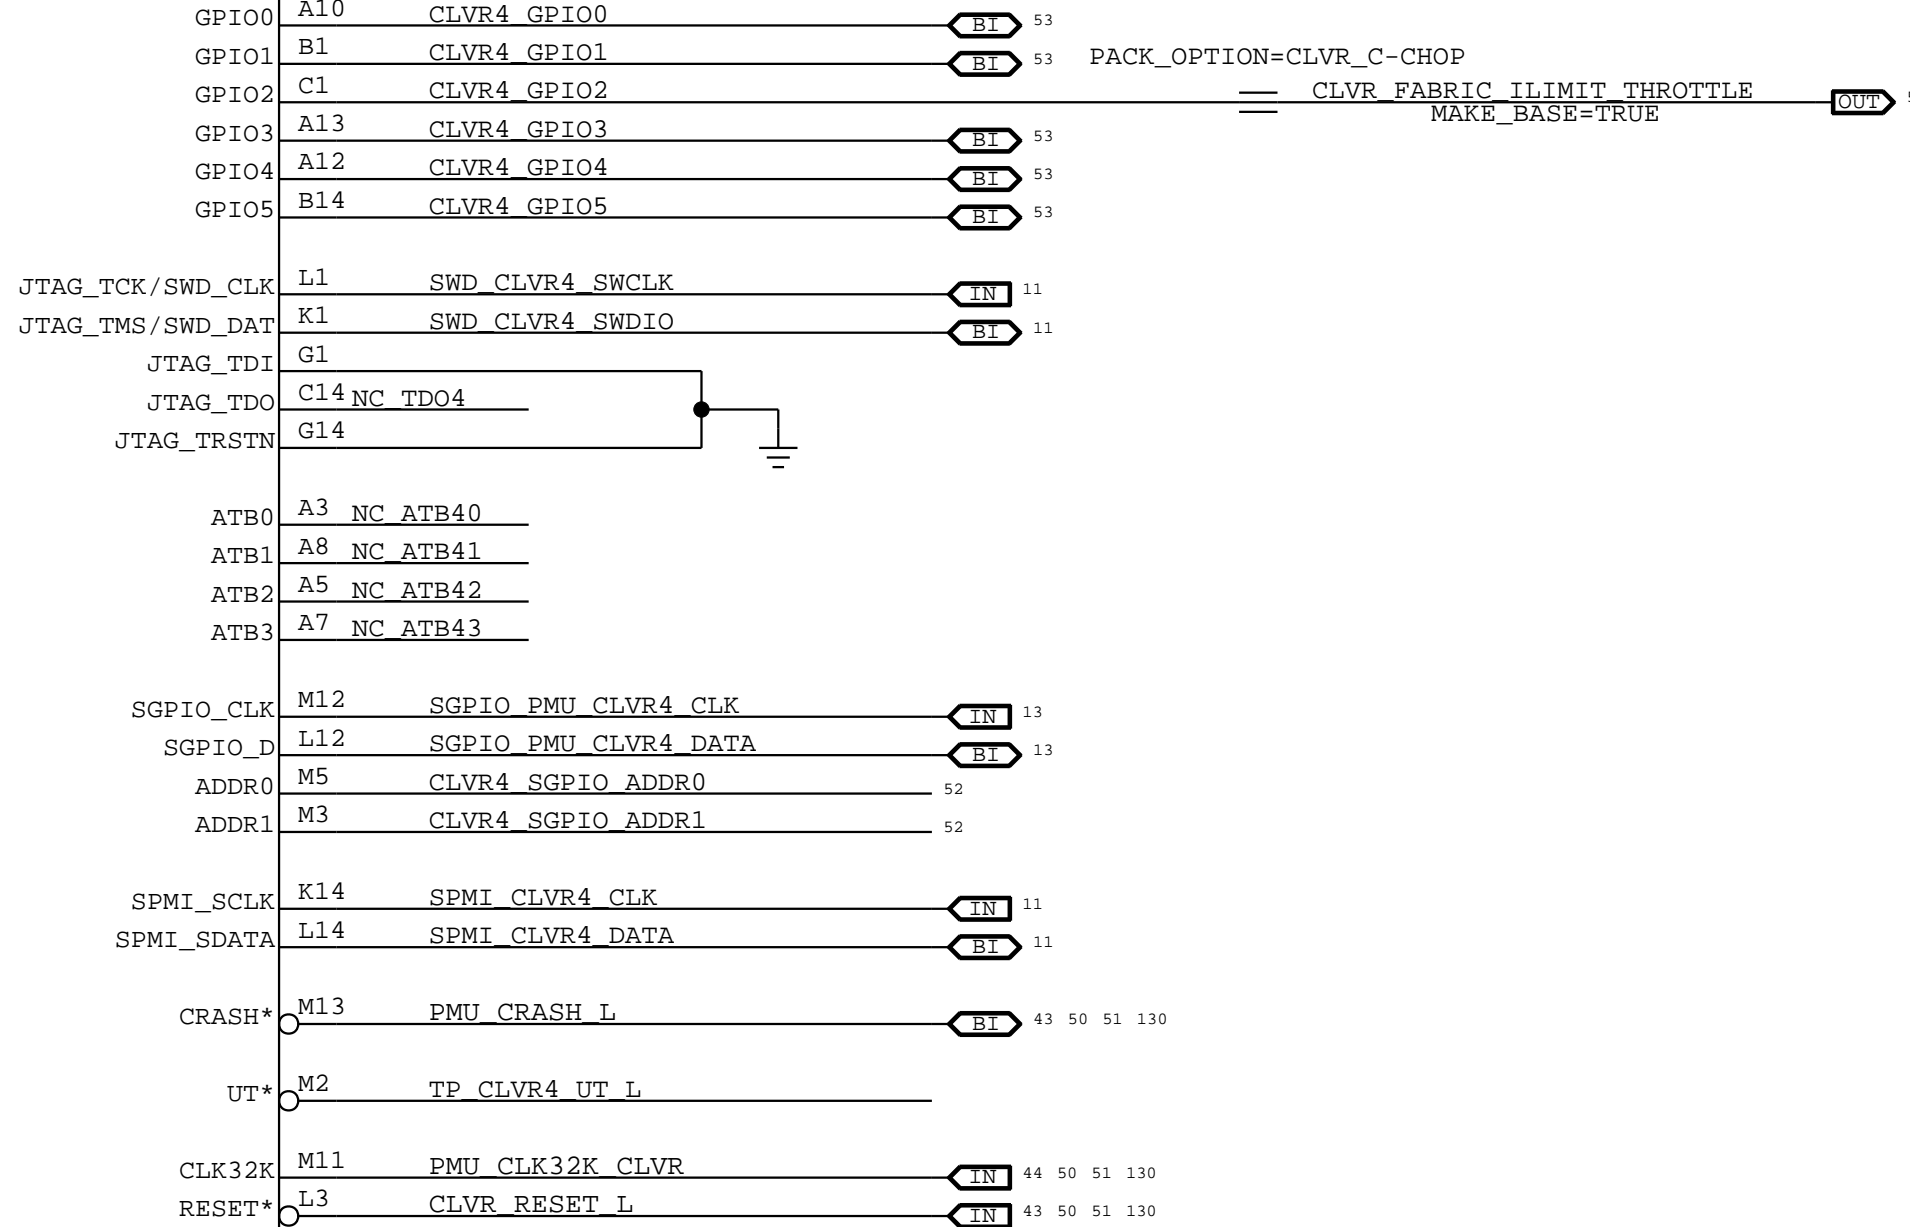 GPIO0 A10 CLVR4_GPIO0 BI 53
GPIO1 B1 CLVR4_GPIO1 BI 53 PACK_OPTION=CLVR_C-CHOP
GPIO2 C1 CLVR4_GPIO2 CLVR_FABRIC_ILIMIT_THROTTLE OUT
MAKE_BASE=TRUE
GPIO3 A13 CLVR4_GPIO3 BI 53
GPIO4 A12 CLVR4_GPIO4 BI 53
GPIO5 B14 CLVR4_GPIO5 BI 53
JTAG_TCK/SWD_CLK L1 SWD_CLVR4_SWCLK IN 11
JTAG_TMS/SWD_DAT K1 SWD_CLVR4_SWDIO BI 11
JTAG_TDI G1
JTAG_TDO C14 NC_TDO4
JTAG_TRSTN G14
ATB0 A3 NC_ATB40
ATB1 A8 NC_ATB41
ATB2 A5 NC_ATB42
ATB3 A7 NC_ATB43
SGPIO_CLK M12 SGPIO_PMU_CLVR4_CLK IN 13
SGPIO_D L12 SGPIO_PMU_CLVR4_DATA BI 13
ADDR0 M5 CLVR4_SGPIO_ADDR0 52
ADDR1 M3 CLVR4_SGPIO_ADDR1 52
SPMI_SCLK K14 SPMI_CLVR4_CLK IN 11
SPMI_SDATA L14 SPMI_CLVR4_DATA BI 11
CRASH* M13 PMU_CRASH_L BI 43 50 51 130
UT* M2 TP_CLVR4_UT_L
CLK32K M11 PMU_CLK32K_CLVR IN 44 50 51 130
RESET* L3 CLVR_RESET_L IN 43 50 51 130